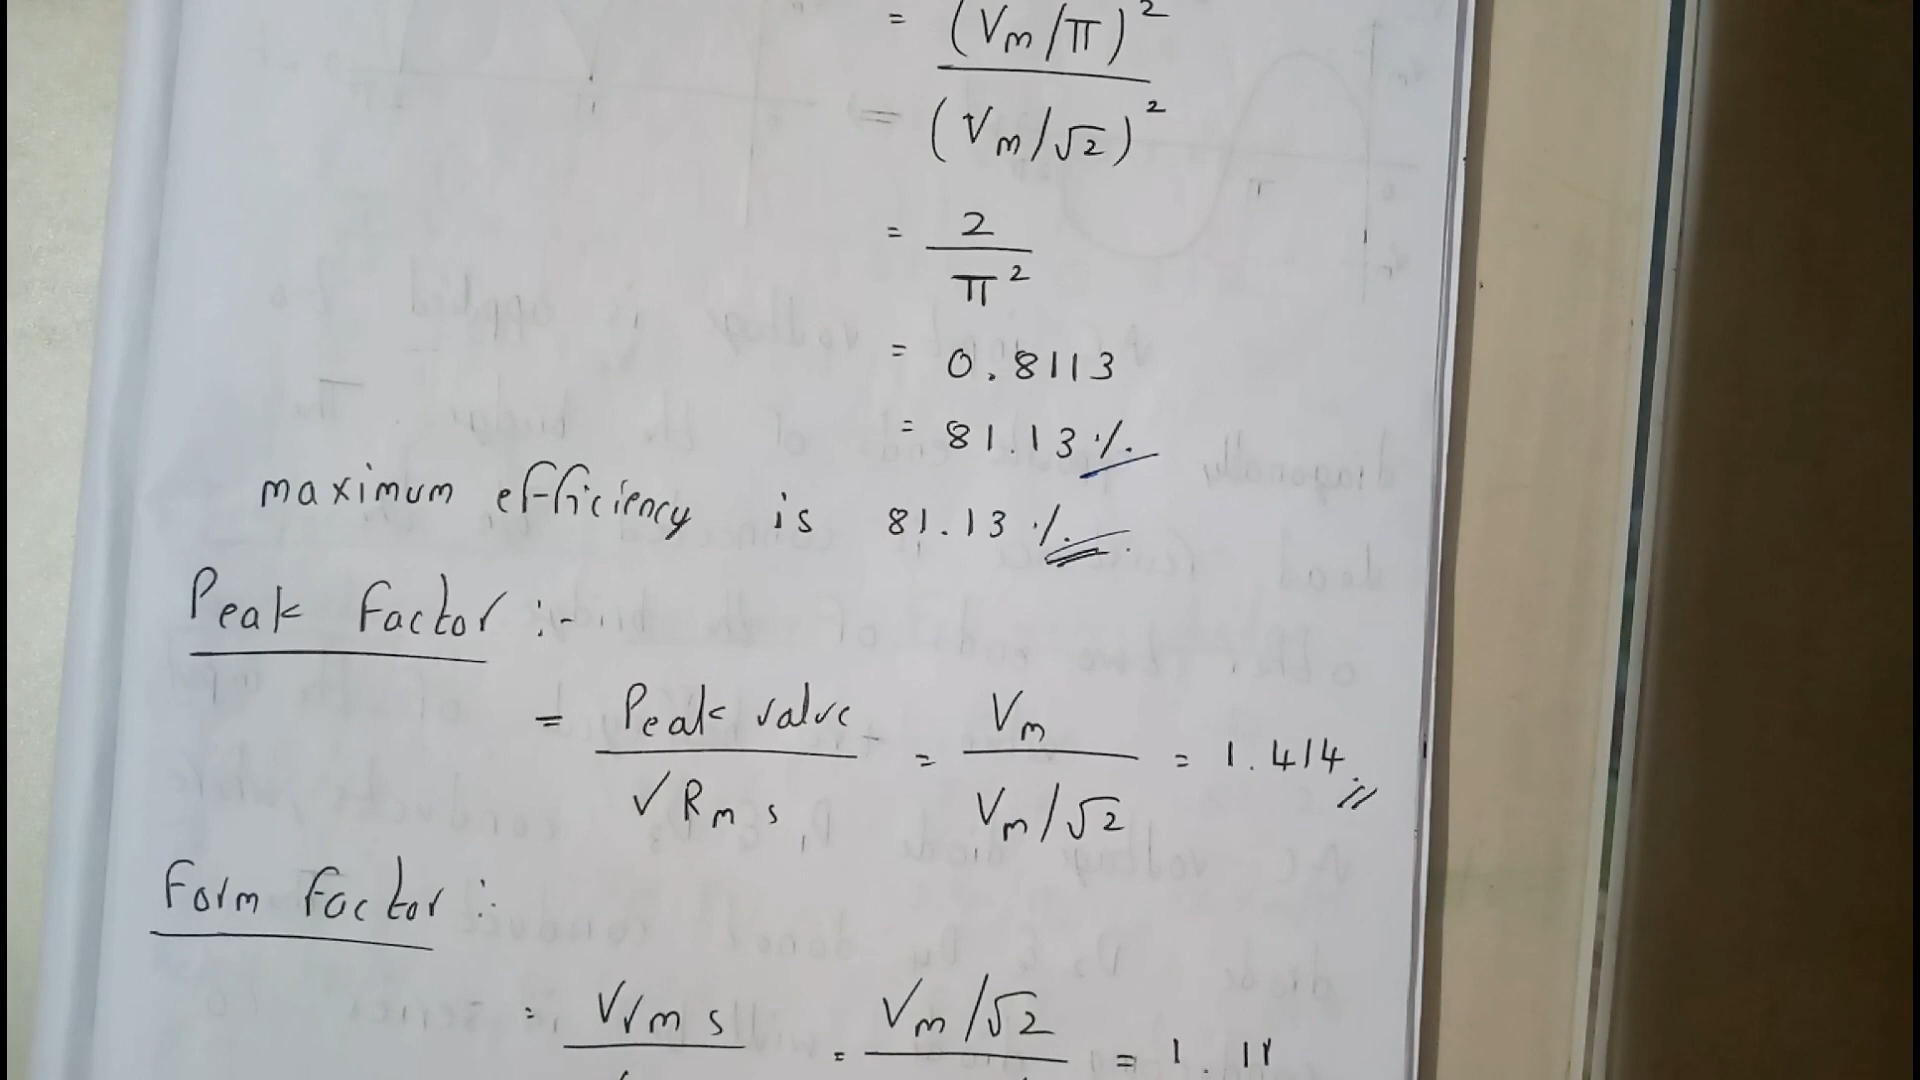 = (Vm/π)²
= (Vm/√2)²
= 2
π²
= 0.8113
= 81.13 %
maximum efficiency is 81.13 %
Peak Factor :-
= Peak value = Vm = 1.414
VRms Vm/√2
Form Factor :
= Vrms = Vm/√2 = 1.11